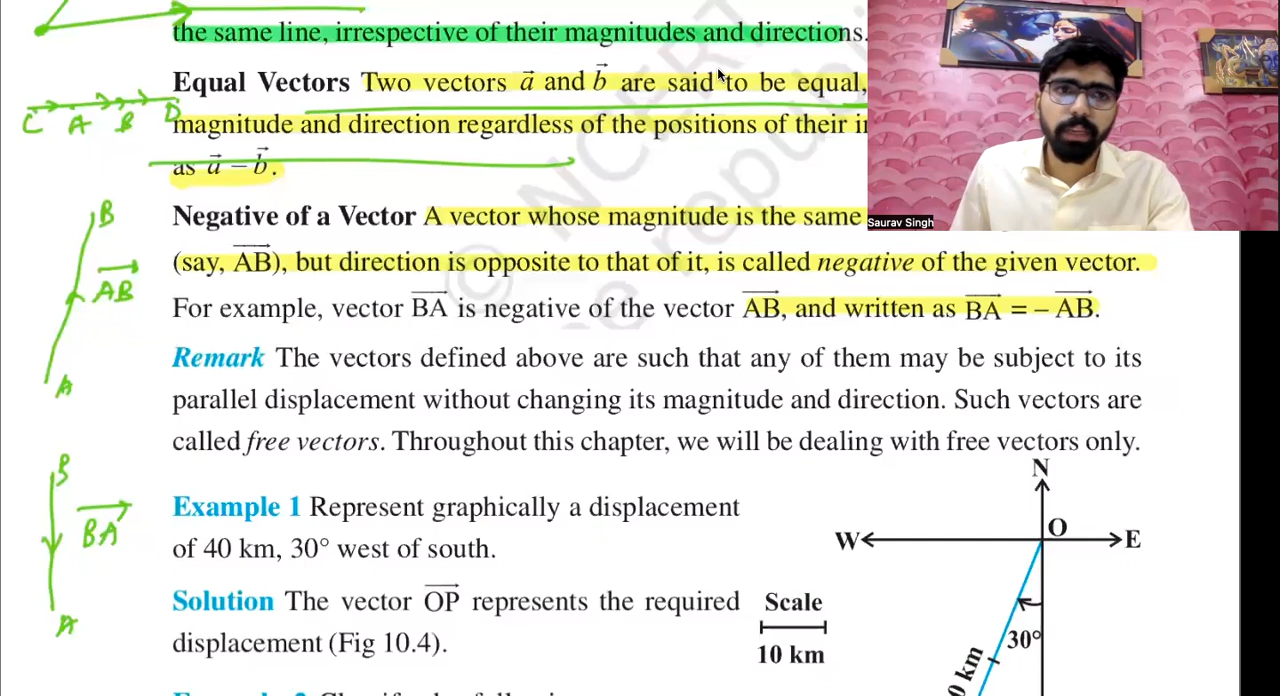 the same line, irrespective of their magnitudes and directions.
Equal Vectors Two vectors a⃗ and b⃗ are said to be equal,
magnitude and direction regardless of the positions of their i
as a⃗ = b⃗.
Saurav Singh
Negative of a Vector A vector whose magnitude is the same
(say, AB⃗), but direction is opposite to that of it, is called negative of the given vector.
For example, vector BA⃗ is negative of the vector AB⃗, and written as BA⃗ = – AB⃗.
Remark The vectors defined above are such that any of them may be subject to its
parallel displacement without changing its magnitude and direction. Such vectors are
called free vectors. Throughout this chapter, we will be dealing with free vectors only.
Example 1 Represent graphically a displacement
of 40 km, 30° west of south.
Solution The vector OP⃗ represents the required
displacement (Fig 10.4).
C A B D
B
AB⃗
A
B
BA⃗
A
N
W O E
Scale
10 km
30°
0 km
© NCERT
republi